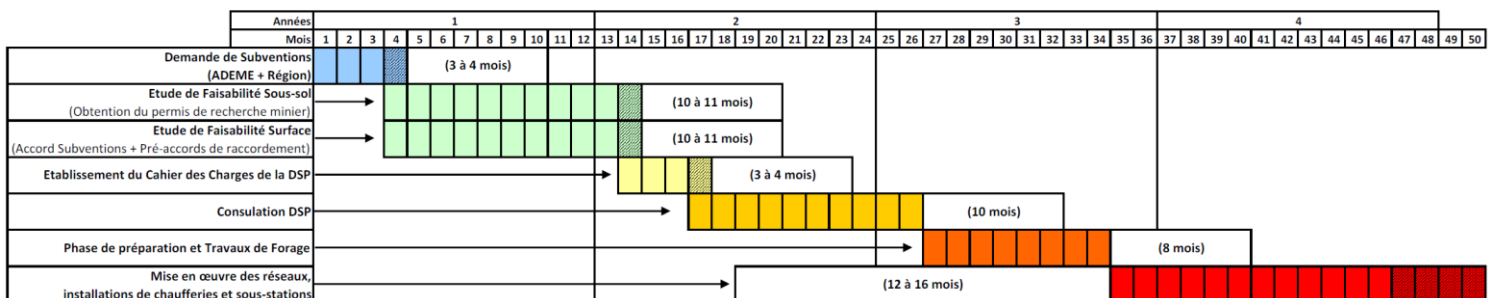 Années 1 2 3 4
Mois 1 2 3 4 5 6 7 8 9 10 11 12 13 14 15 16 17 18 19 20 21 22 23 24 25 26 27 28 29 30 31 32 33 34 35 36 37 38 39 40 41 42 43 44 45 46 47 48 49 50
Demande de Subventions
(ADEME + Région)
(3 à 4 mois)
Etude de Faisabilité Sous-sol
(Obtention du permis de recherche minier)
(10 à 11 mois)
Etude de Faisabilité Surface
(Accord Subventions + Pré-accords de raccordement)
(10 à 11 mois)
Etablissement du Cahier des Charges de la DSP
(3 à 4 mois)
Consulation DSP
(10 mois)
Phase de préparation et Travaux de Forage
(8 mois)
Mise en œuvre des réseaux,
installations de chaufferies et sous-stations
(12 à 16 mois)